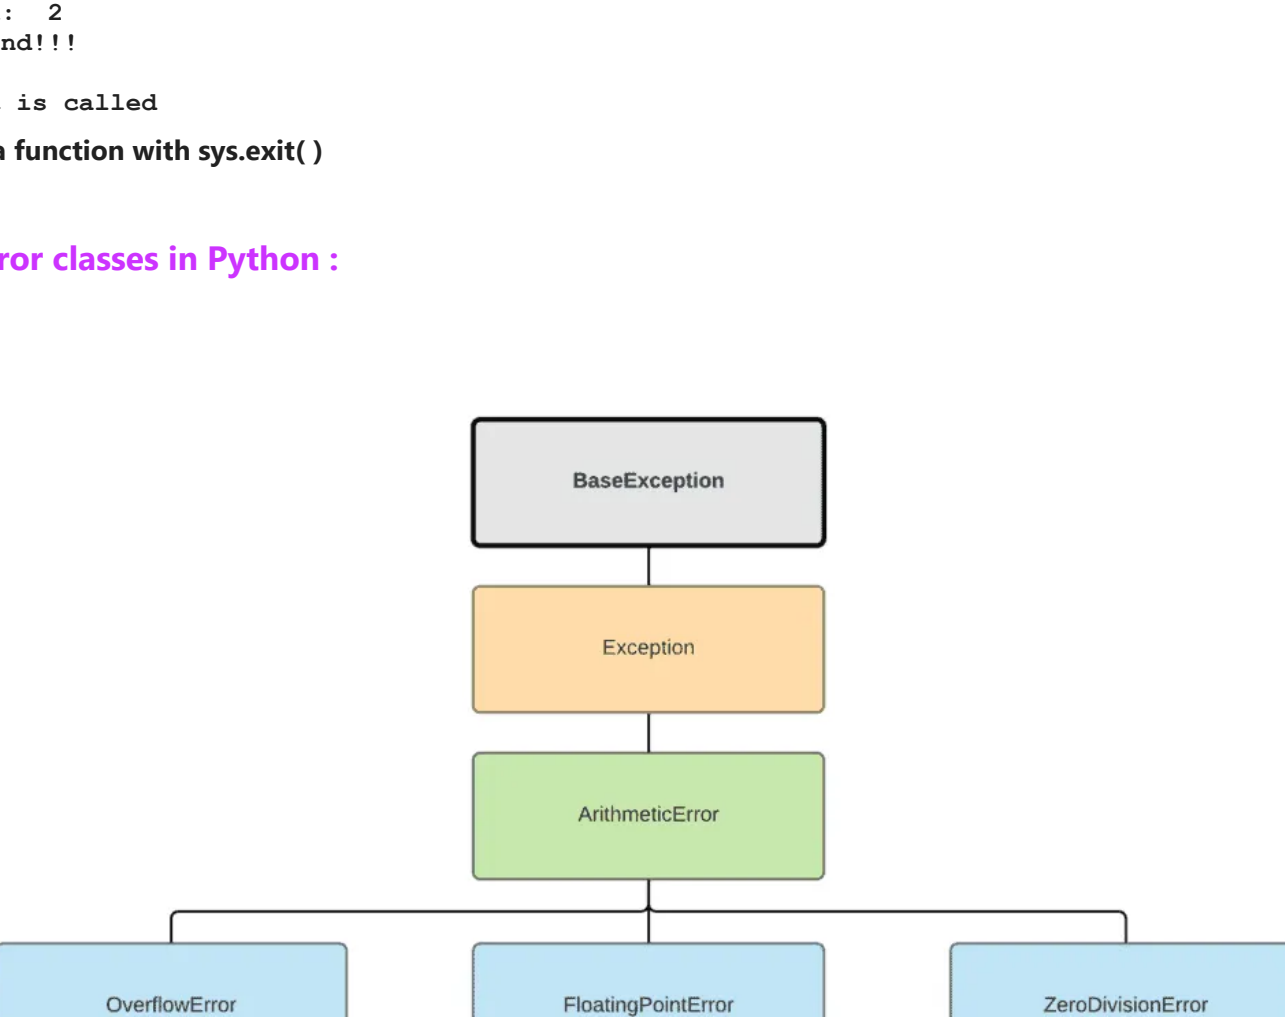 : 2
nd!!!
is called
a function with sys.exit( )
ror classes in Python :
BaseException
Exception
ArithmeticError
OverflowError FloatingPointError ZeroDivisionError